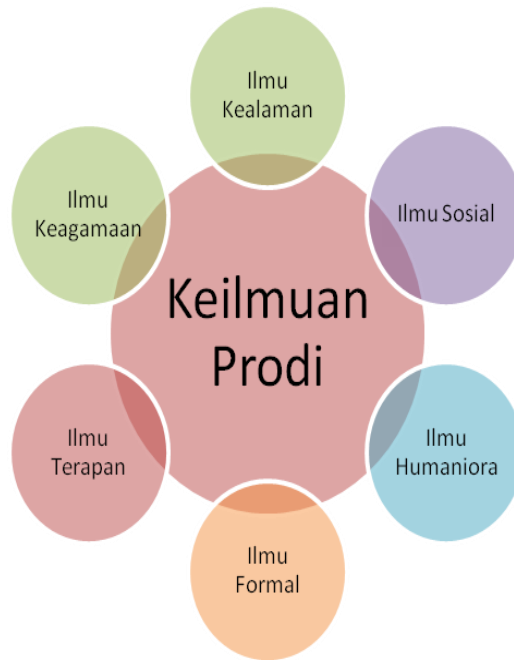 Ilmu
Kealaman
Ilmu
Keagamaan
Ilmu Sosial
Keilmuan
Prodi
Ilmu
Terapan
Ilmu
Humaniora
Ilmu
Formal